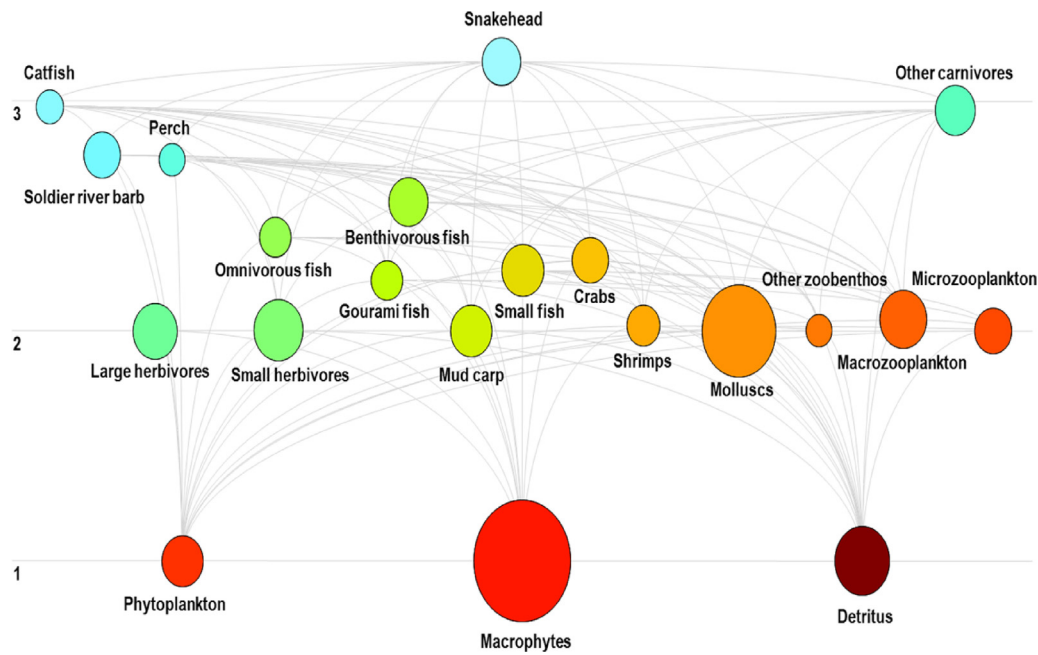 Snakehead
Catfish
Other carnivores
3
Perch
Soldier river barb
Benthivorous fish
Omnivorous fish
Other zoobenthos
Microzooplankton
Gourami fish
Small fish
Crabs
2
Large herbivores
Small herbivores
Mud carp
Shrimps
Molluscs
Macrozooplankton
1
Phytoplankton
Macrophytes
Detritus